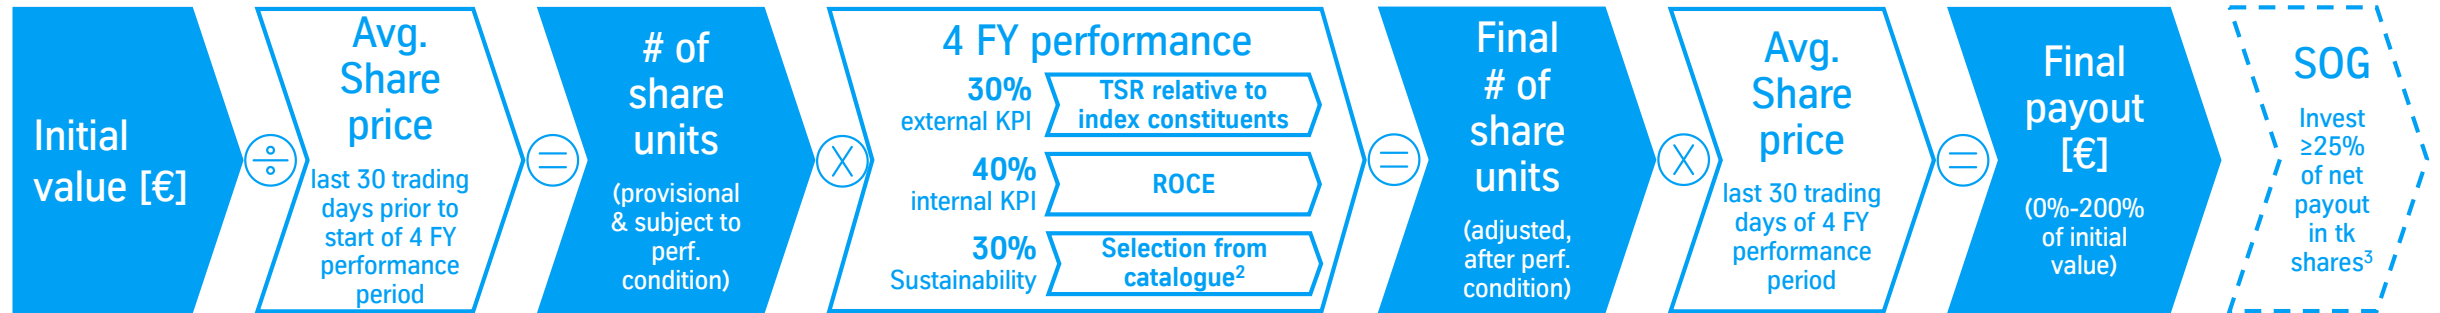 Initial
value [€]
÷
Avg.
Share
price
last 30 trading
days prior to
start of 4 FY
performance
period
=
# of
share
units
(provisional
& subject to
perf.
condition)
X
4 FY performance
30%
external KPI
TSR relative to
index constituents
40%
internal KPI
ROCE
30%
Sustainability
Selection from
catalogue²
=
Final
# of
share
units
(adjusted,
after perf.
condition)
X
Avg.
Share
price
last 30 trading
days of 4 FY
performance
period
=
Final
payout
[€]
(0%-200%
of initial
value)
SOG
Invest
≥25%
of net
payout
in tk
shares³